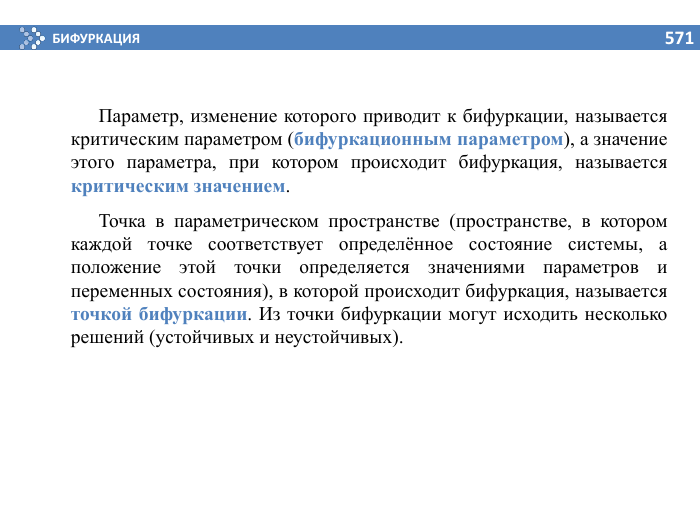 БИФУРКАЦИЯ 571
Параметр, изменение которого приводит к бифуркации, называется
критическим параметром (бифуркационным параметром), а значение
этого параметра, при котором происходит бифуркация, называется
критическим значением.
Точка в параметрическом пространстве (пространстве, в котором
каждой точке соответствует определённое состояние системы, а
положение этой точки определяется значениями параметров и
переменных состояния), в которой происходит бифуркация, называется
точкой бифуркации. Из точки бифуркации могут исходить несколько
решений (устойчивых и неустойчивых).